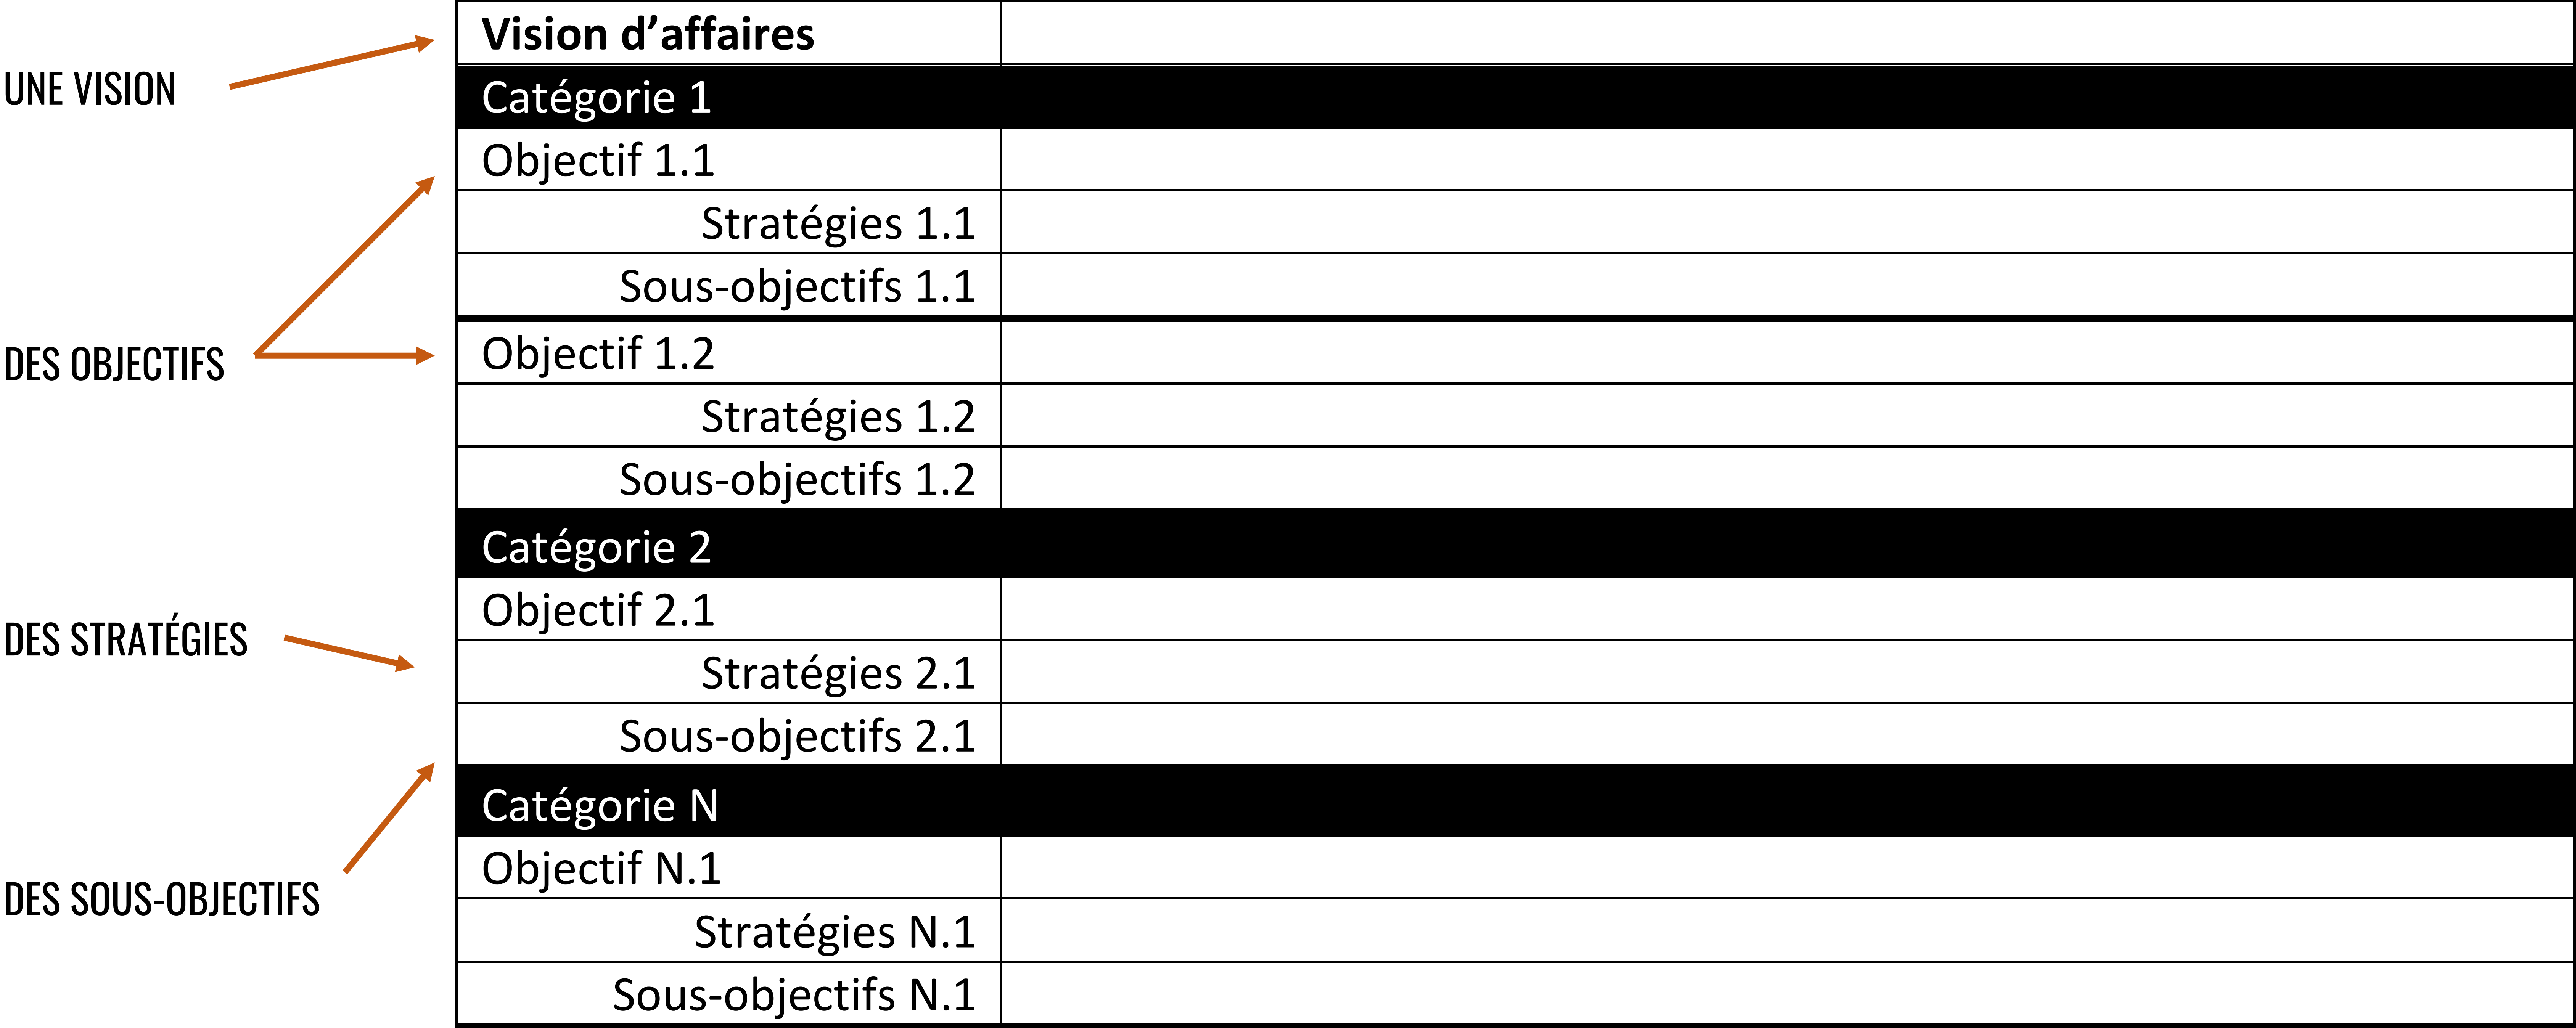 UNE VISION
DES OBJECTIFS
DES STRATÉGIES
DES SOUS-OBJECTIFS
Vision d’affaires
Catégorie 1
Objectif 1.1
Stratégies 1.1
Sous-objectifs 1.1
Objectif 1.2
Stratégies 1.2
Sous-objectifs 1.2
Catégorie 2
Objectif 2.1
Stratégies 2.1
Sous-objectifs 2.1
Catégorie N
Objectif N.1
Stratégies N.1
Sous-objectifs N.1